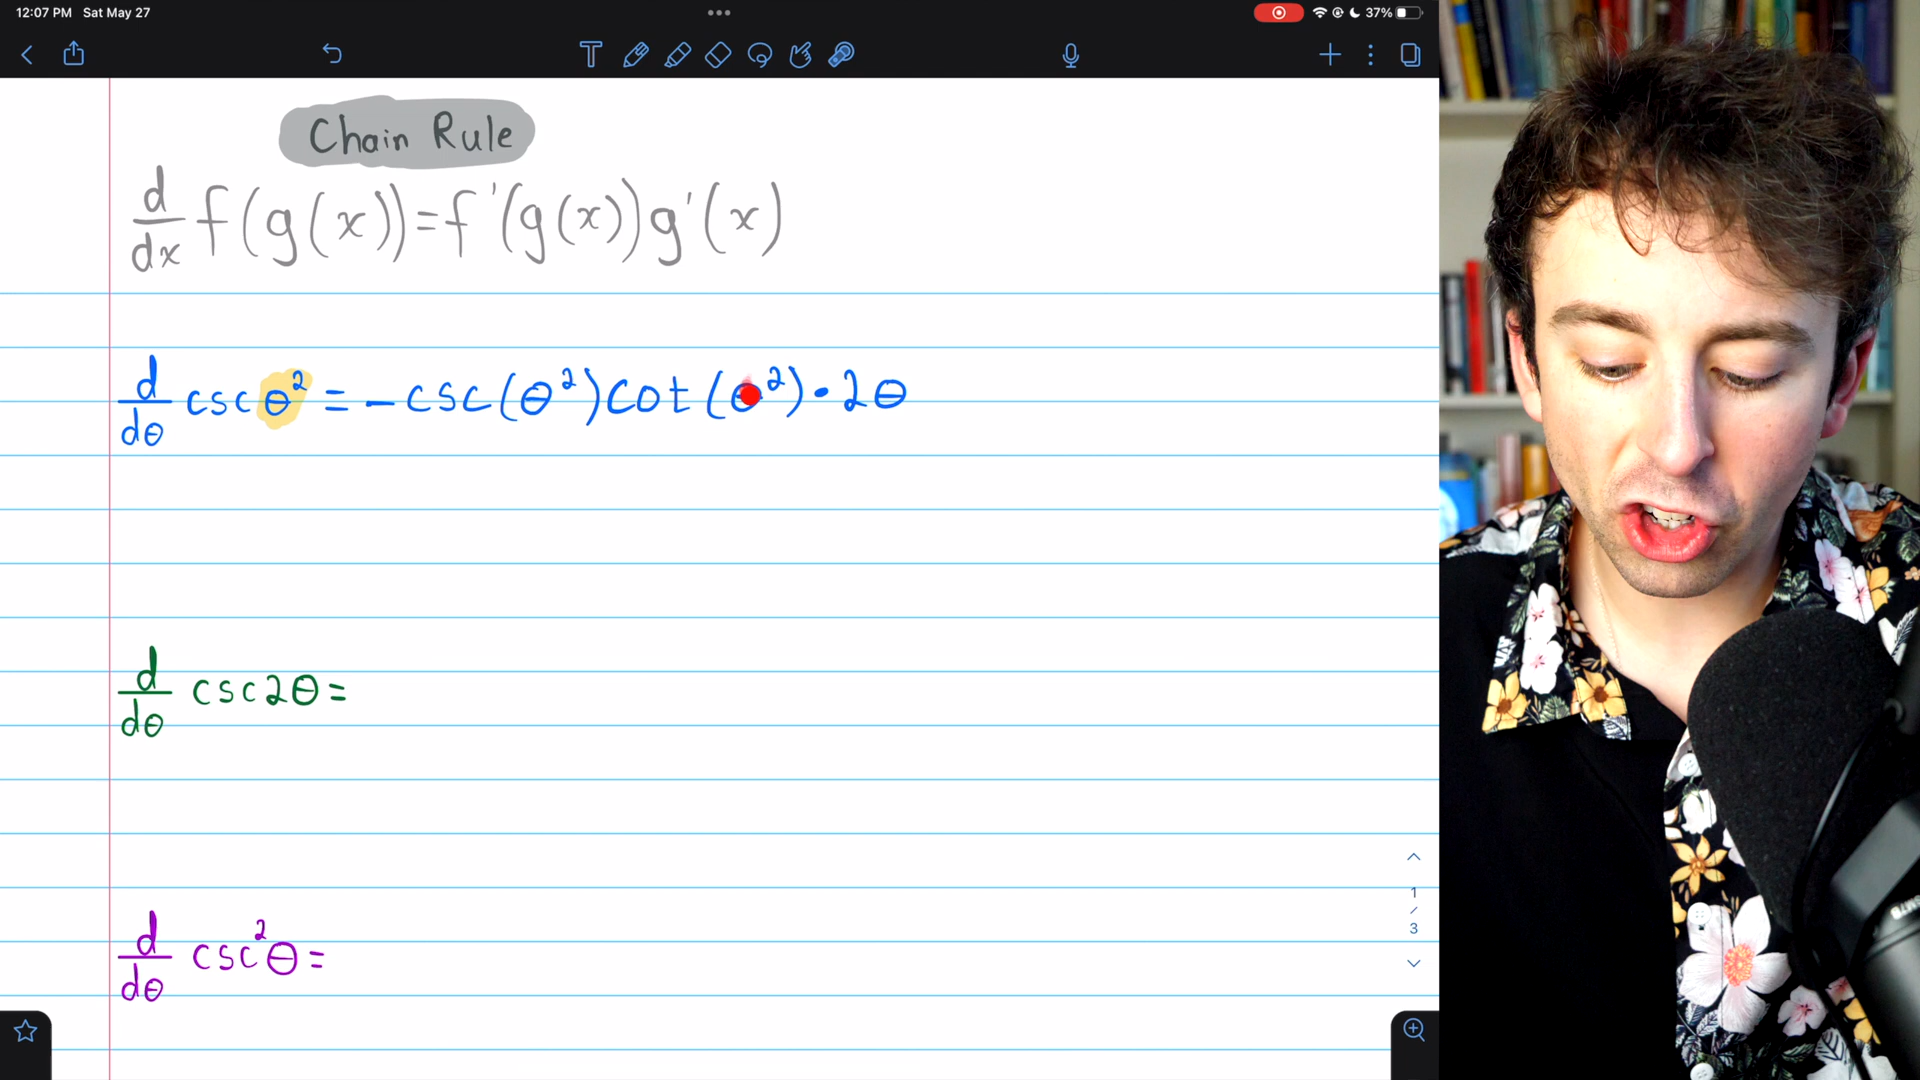 12:07 PM Sat May 27
37%
Chain Rule
d/dx f(g(x))=f'(g(x))g'(x)
d/dθ cscθ² = -csc(θ²)cot(θ²)·2θ
d/dθ csc2θ=
d/dθ csc²θ=
1
/
3